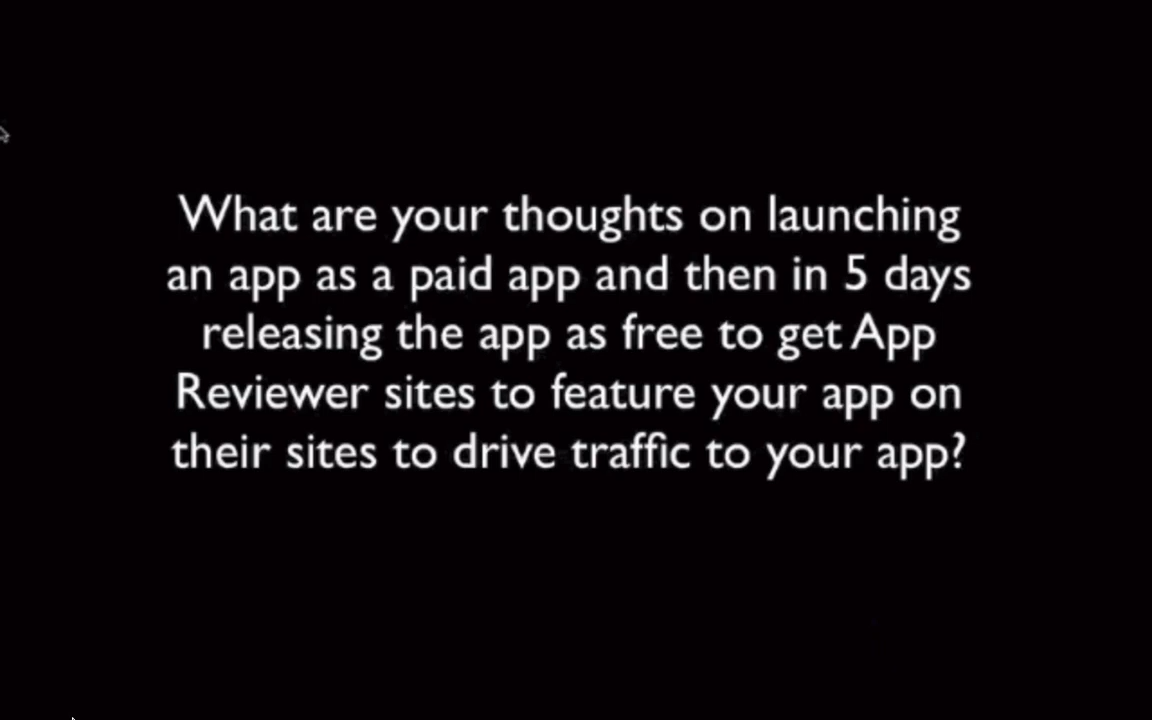 What are your thoughts on launching
an app as a paid app and then in 5 days
releasing the app as free to get App
Reviewer sites to feature your app on
their sites to drive traffic to your app?